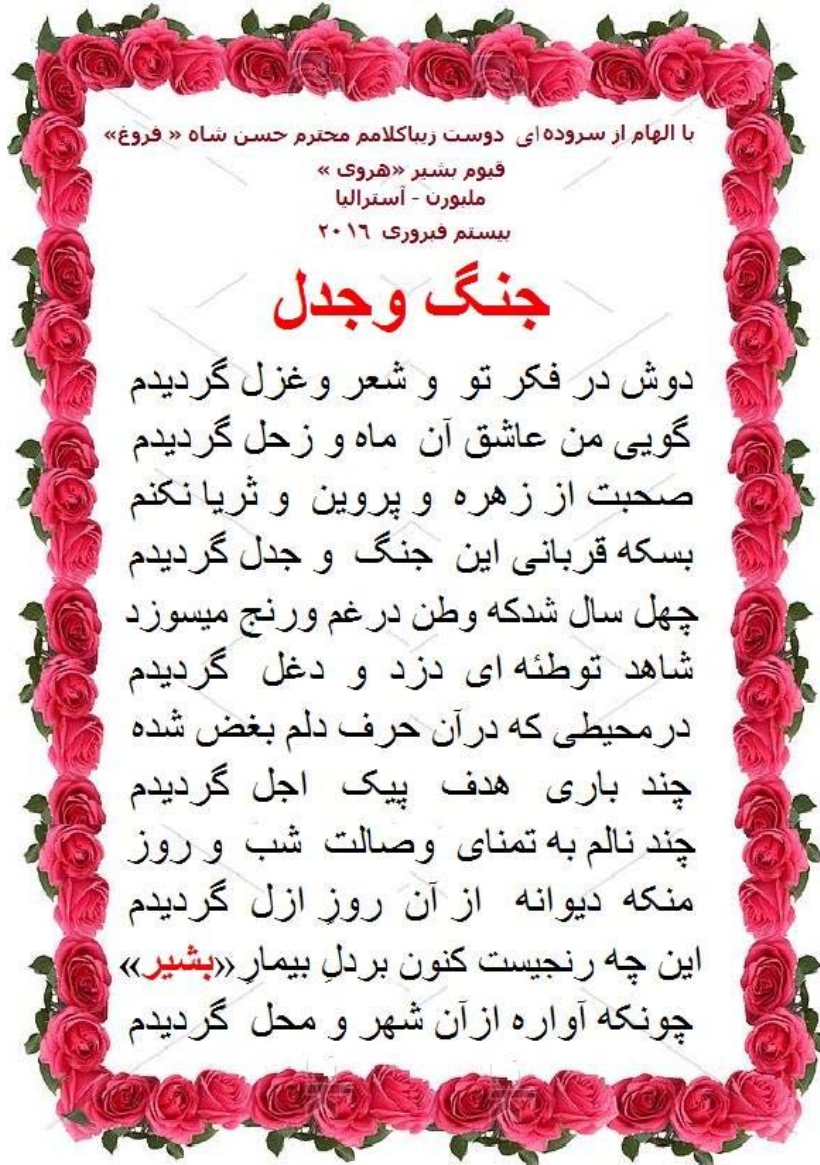 با الهام از سروده ای دوست زیباکلامم محترم حسن شاه « فروغ»
قیوم بشیر «هروی »
ملبورن - آسترالیا
بیستم فبروری ۲۰۱۶
جنگ وجدل
دوش در فکر تو و شعر وغزل گردیدم
گویی من عاشق آن ماه و زحل گردیدم
صحبت از زهره و پروین و ثریا نکنم
بسکه قربانی این جنگ و جدل گردیدم
چهل سال شدکه وطن درغم ورنج میسوزد
شاهد توطئه ای دزد و دغل گردیدم
درمحیطی که درآن حرف دلم بغض شده
چند باری هدف پیک اجل گردیدم
چند نالم به تمنای وصالت شب و روز
منکه دیوانه از آن روزِ ازل گردیدم
این چه رنجیست کنون بردلِ بیمارِ«بشیر»
چونکه آواره ازآن شهر و محل گردیدم